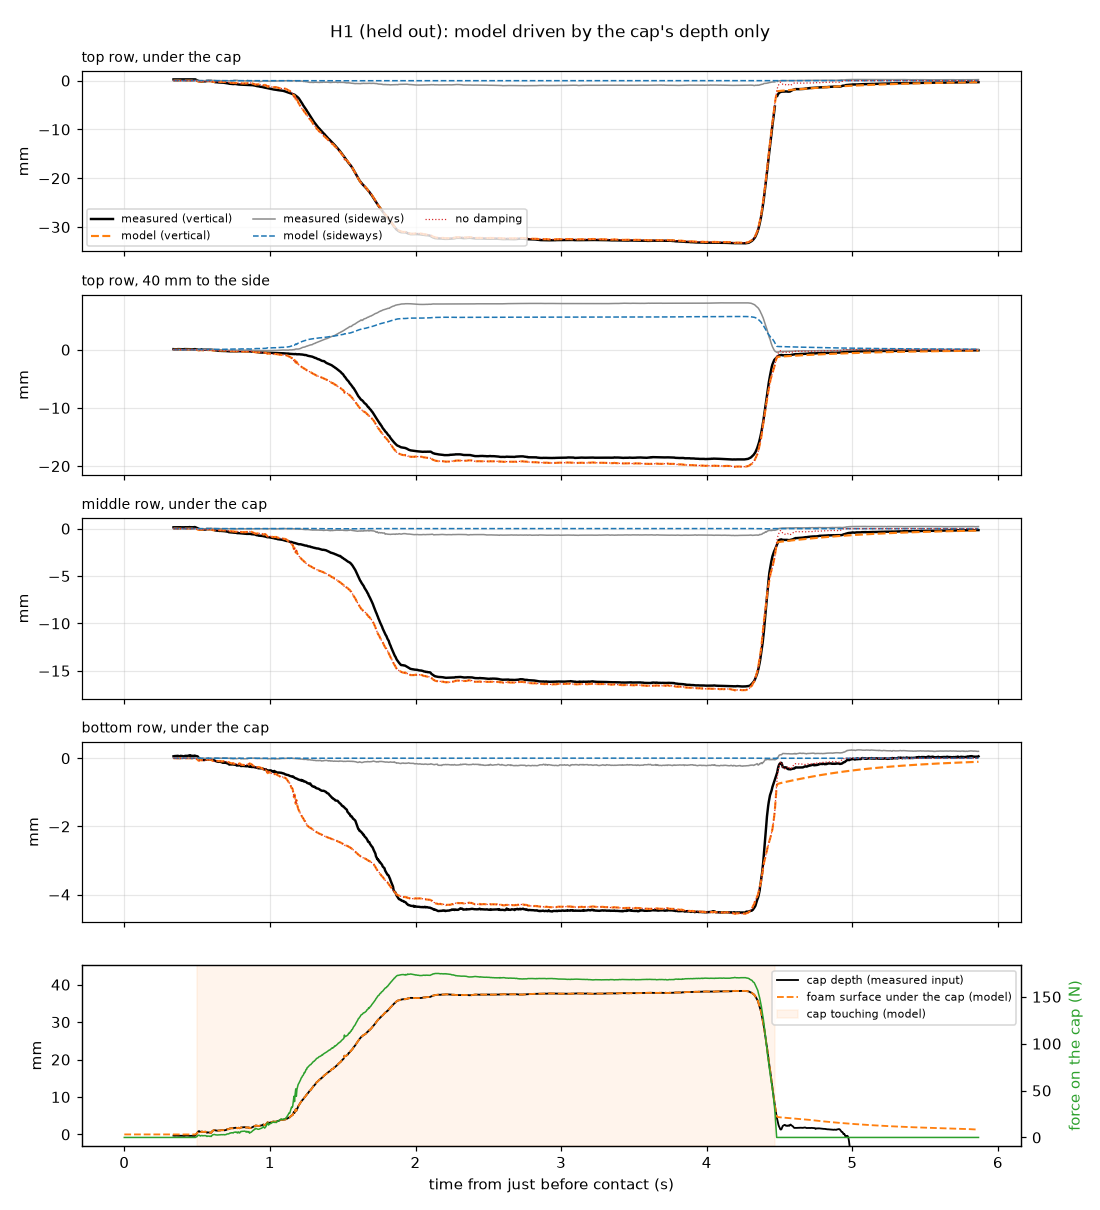 H1 (held out): model driven by the cap's depth only
top row, under the cap
0
−10
−20
−30
mm
measured (vertical)
model (vertical)
measured (sideways)
model (sideways)
no damping
top row, 40 mm to the side
0
−10
−20
mm
middle row, under the cap
0
−5
−10
−15
mm
bottom row, under the cap
0
−2
−4
mm
40
30
20
10
0
mm
cap depth (measured input)
foam surface under the cap (model)
cap touching (model)
150
100
50
0
force on the cap (N)
0
1
2
3
4
5
6
time from just before contact (s)